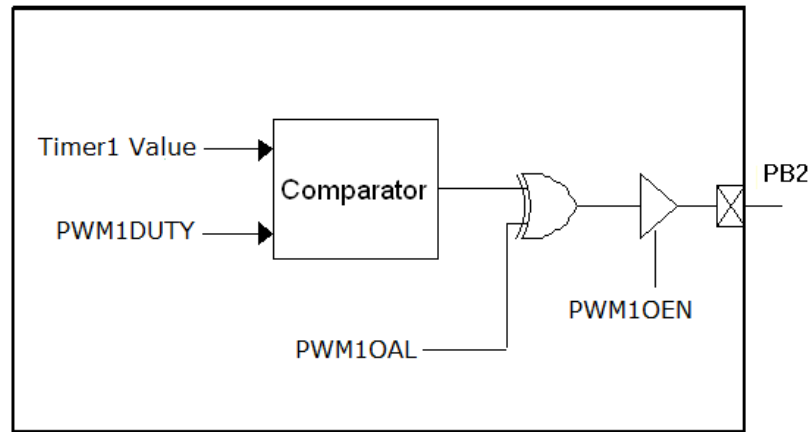 Timer1 Value
Comparator
PB2
PWM1DUTY
PWM1OEN
PWM1OAL